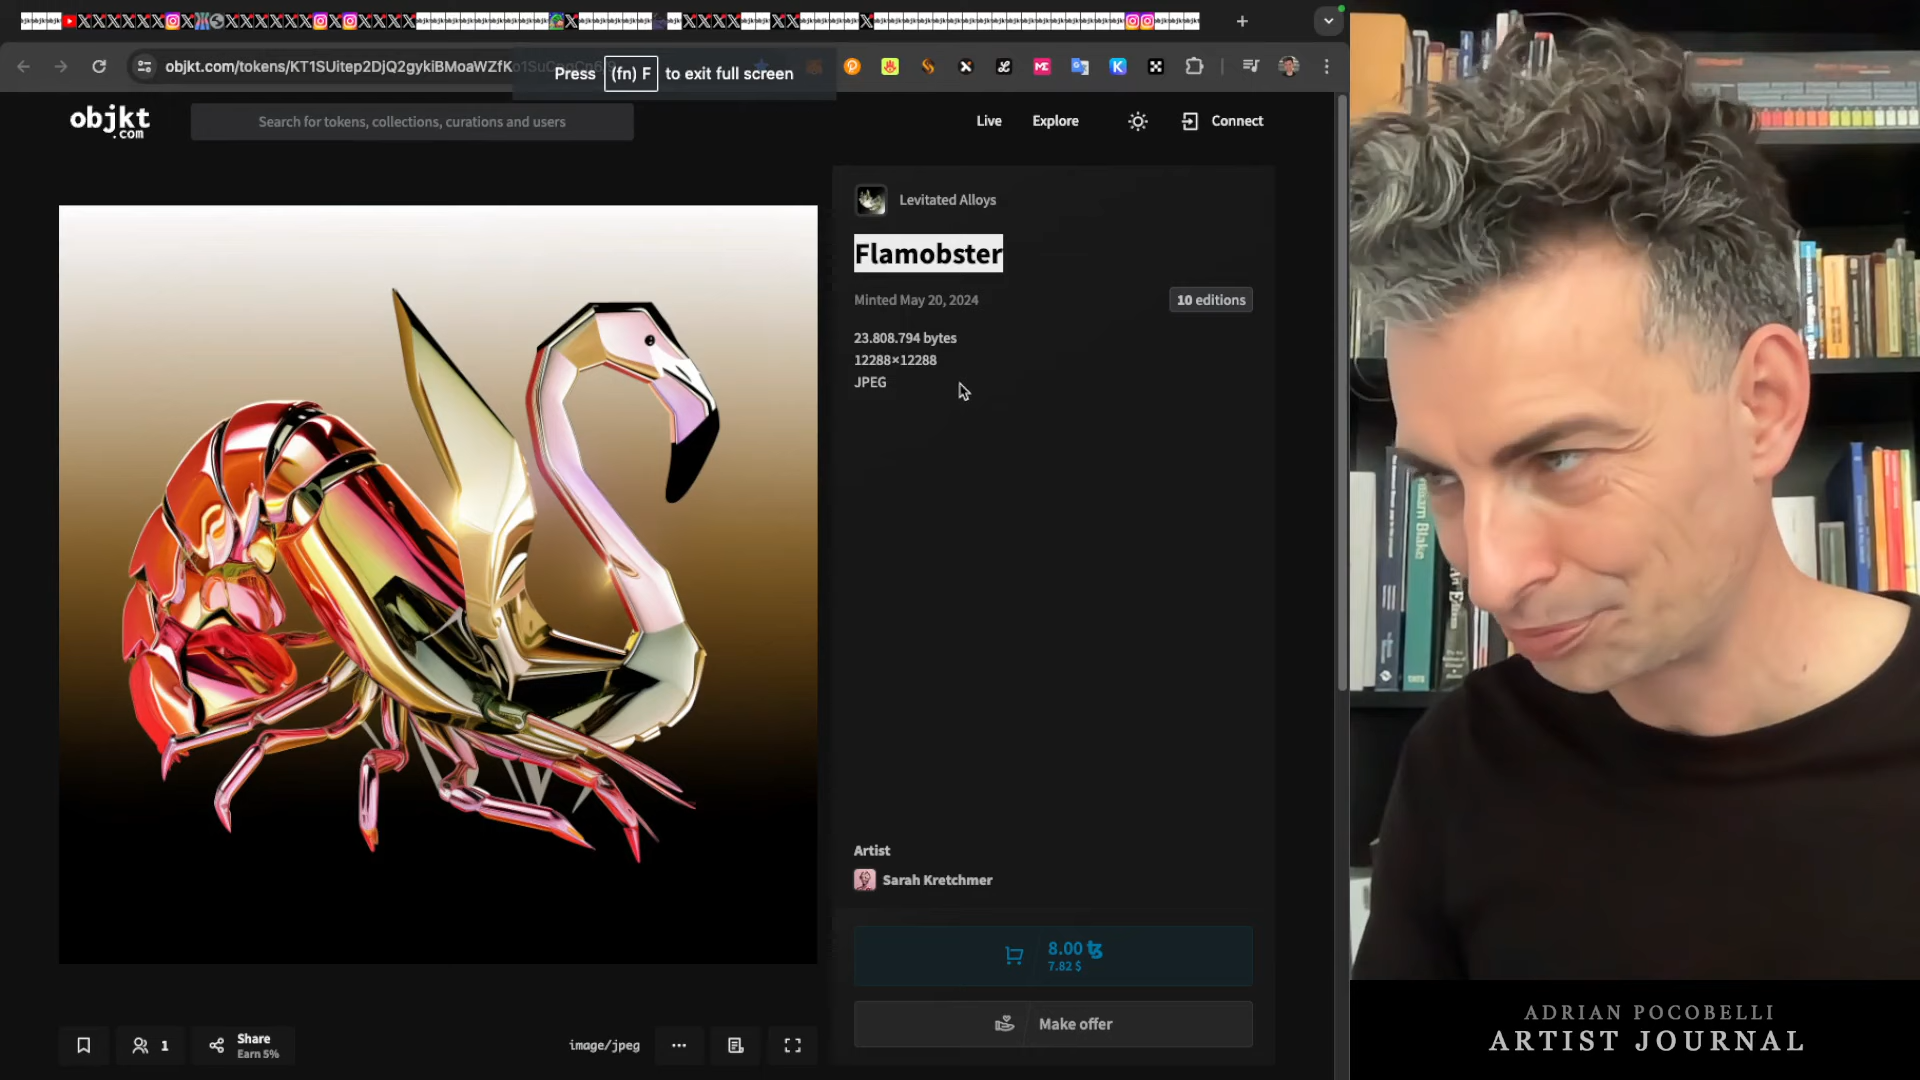 objkt.com/tokens/KT1SUitep2DjQ2gykiBMoaWZfK
Press (fn) F to exit full screen
objkt
.com
Search for tokens, collections, curations and users
Live
Explore
Connect
Levitated Alloys
Flamobster
Minted May 20, 2024
10 editions
23.808.794 bytes
12288×12288
JPEG
Artist
Sarah Kretchmer
8.00 ꜩ
7.82 $
Make offer
1
Share
Earn 5%
image/jpeg
William Blake
ADRIAN POCOBELLI
ARTIST JOURNAL